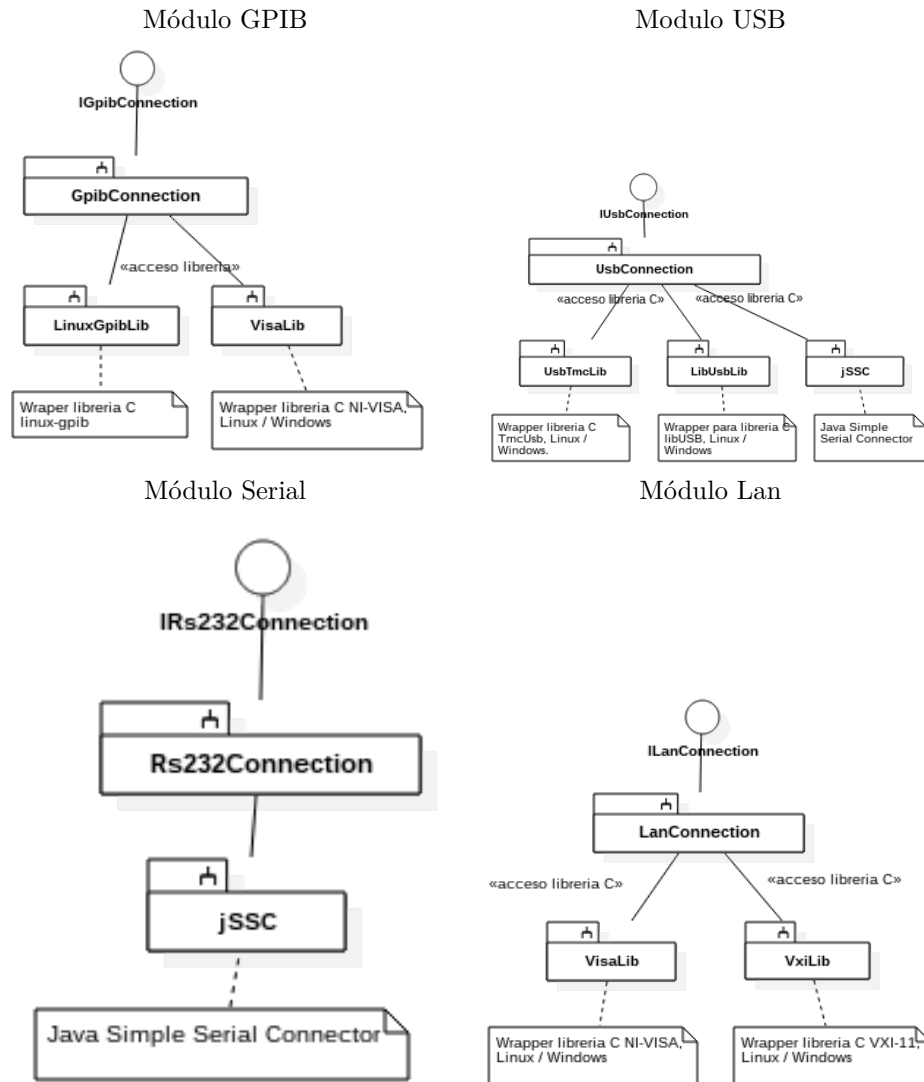 Módulo GPIB
IGpibConnection
GpibConnection
«acceso libreria»
LinuxGpibLib
VisaLib
Wraper libreria C
linux-gpib
Wrapper libreria C NI-VISA,
Linux / Windows
Modulo USB
IUsbConnection
UsbConnection
«acceso libreria C»
«acceso libreria C»
UsbTmcLib
LibUsbLib
jSSC
Wrapper libreria C
TmcUsb, Linux /
Windows.
Wrapper para libreria C
libUSB, Linux /
Windows
Java Simple
Serial Connector
Módulo Serial
IRs232Connection
Rs232Connection
jSSC
Java Simple Serial Connector
Módulo Lan
ILanConnection
LanConnection
«acceso libreria C»
«acceso libreria C»
VisaLib
VxiLib
Wrapper libreria C NI-VISA,
Linux / Windows
Wrapper libreria C VXI-11,
Linux / Windows